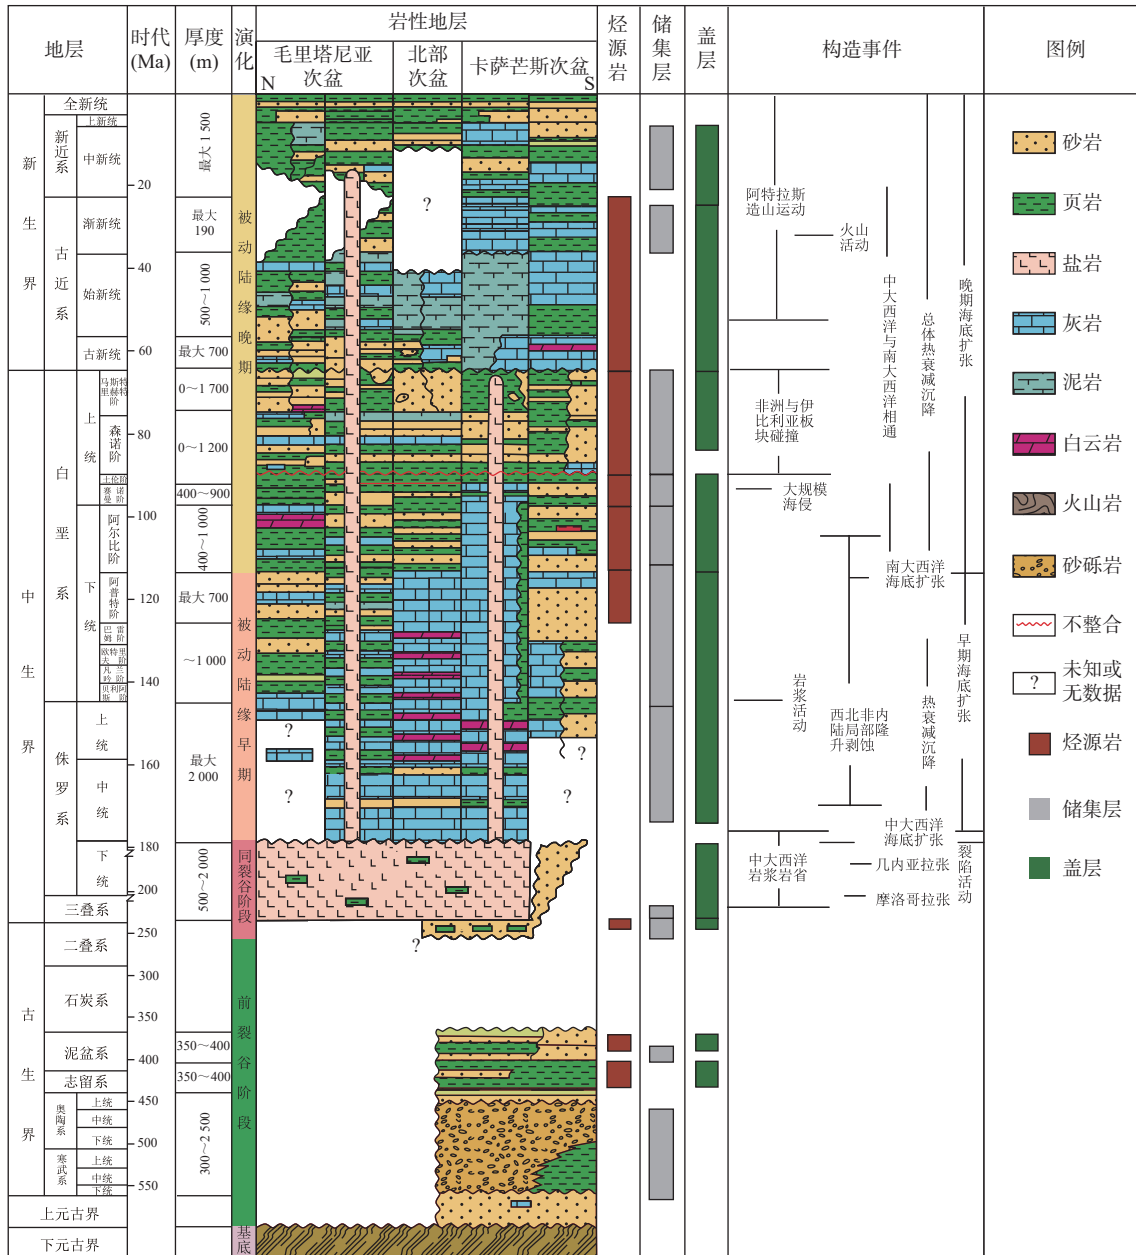 地层
时代
(Ma)
厚度
(m)
演化
岩性地层
毛里塔尼亚
次盆
北部
次盆
卡萨芒斯次盆
N
S
烃源岩
储集层
盖层
构造事件
图例
新生界
新近系
古近系
全新统
上新统
中新统
渐新统
始新统
古新统
中生界
白垩系
上统
马斯特
里赫特
阶
森诺阶
土伦阶
赛诺
曼阶
下统
阿尔比阶
阿普特阶
巴雷
姆阶
欧特里
夫阶
凡兰
吟阶
贝利阿
斯阶
侏罗系
上统
中统
下统
三叠系
古生界
二叠系
石炭系
泥盆系
志留系
奥陶系
上统
中统
下统
寒武系
上统
中统
下统
上元古界
下元古界
20
40
60
80
100
120
140
160
180
200
250
300
350
400
450
500
550
最大 1 500
最大
190
500～1 000
最大 700
0～1 700
0～1 200
400～900
400～1 000
最大 700
～1 000
最大
2 000
500～2 000
350～400
350～400
300～2 500
被动陆缘晚期
被动陆缘早期
同裂谷阶段
前裂谷阶段
基底
?
?
?
?
?
?
阿特拉斯
造山运动
火山
活动
非洲与伊
比利亚板
块碰撞
大规模
海侵
中大西洋与南大西洋相通
总体热衰减沉降
晚期海底扩张
南大西洋
海底扩张
岩浆活动
西北非内
陆局部隆
升剥蚀
热衰减沉降
早期海底扩张
中大西洋
海底扩张
中大西洋
岩浆岩省
几内亚拉张
摩洛哥拉张
裂陷活动
砂岩
页岩
盐岩
灰岩
泥岩
白云岩
火山岩
砂砾岩
不整合
?
未知或
无数据
烃源岩
储集层
盖层